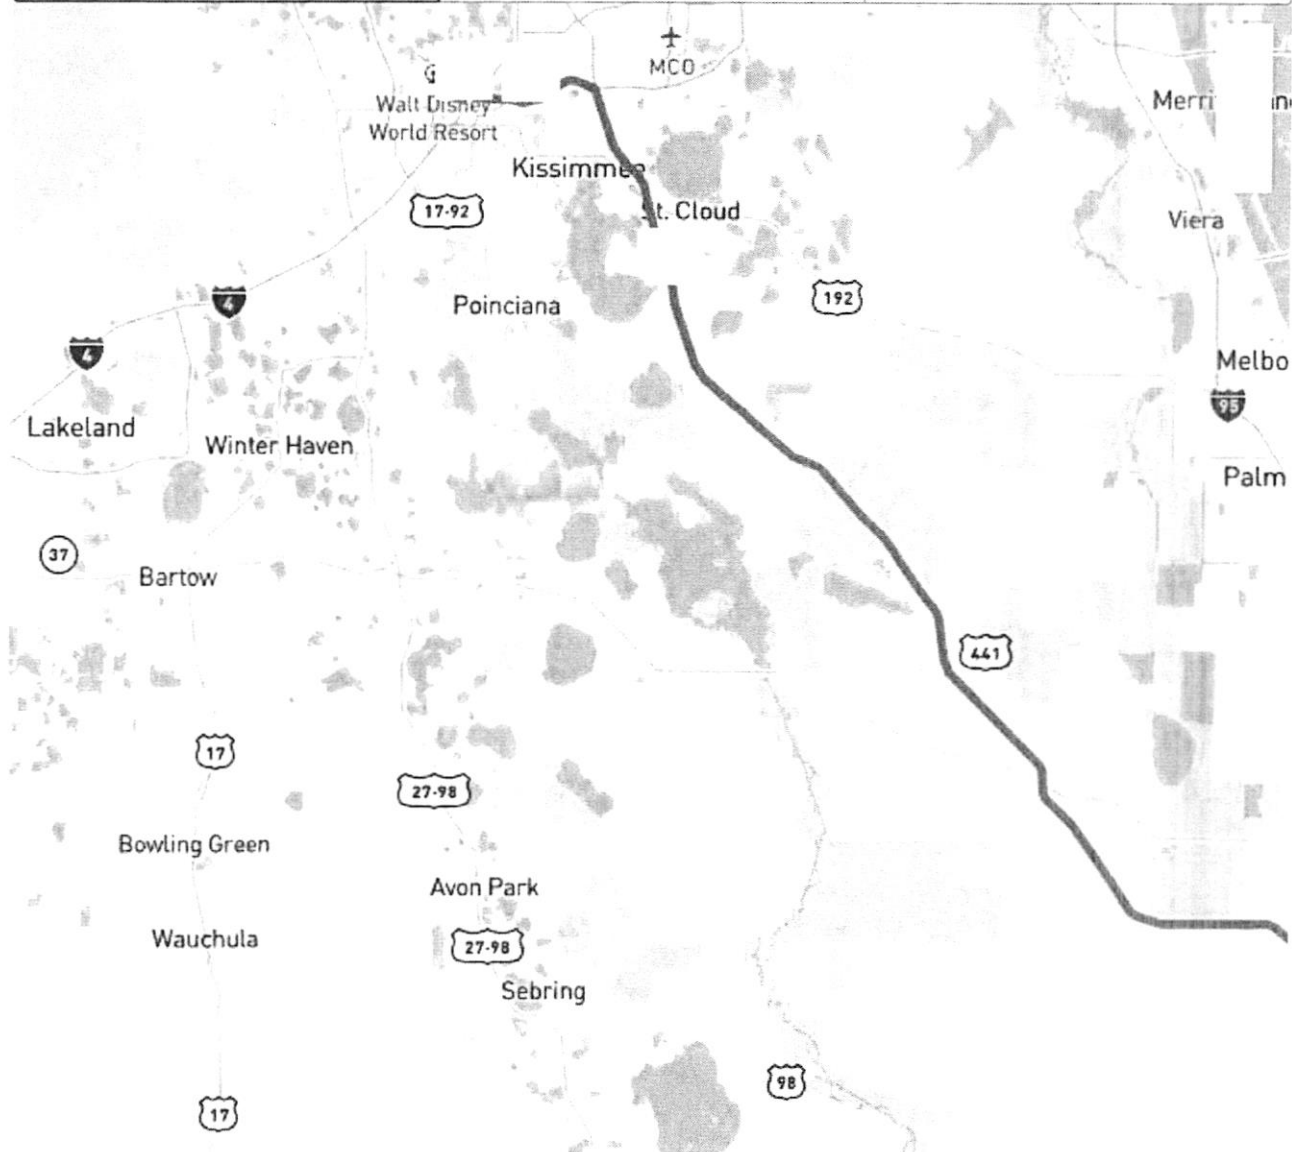 MCO
Walt Disney
World Resort
Merri
Kissimmee
17-92
St. Cloud
Viera
4
Poinciana
192
4
Melbo
95
Lakeland
Winter Haven
Palm
37
Bartow
441
17
27-98
Bowling Green
Avon Park
Wauchula
27-98
Sebring
98
17